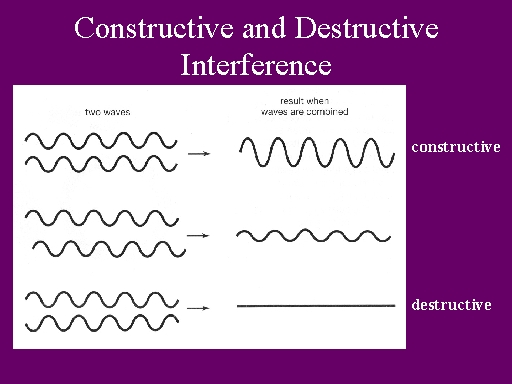 Constructive and Destructive
Interference
two waves
result when
waves are combined
constructive
destructive